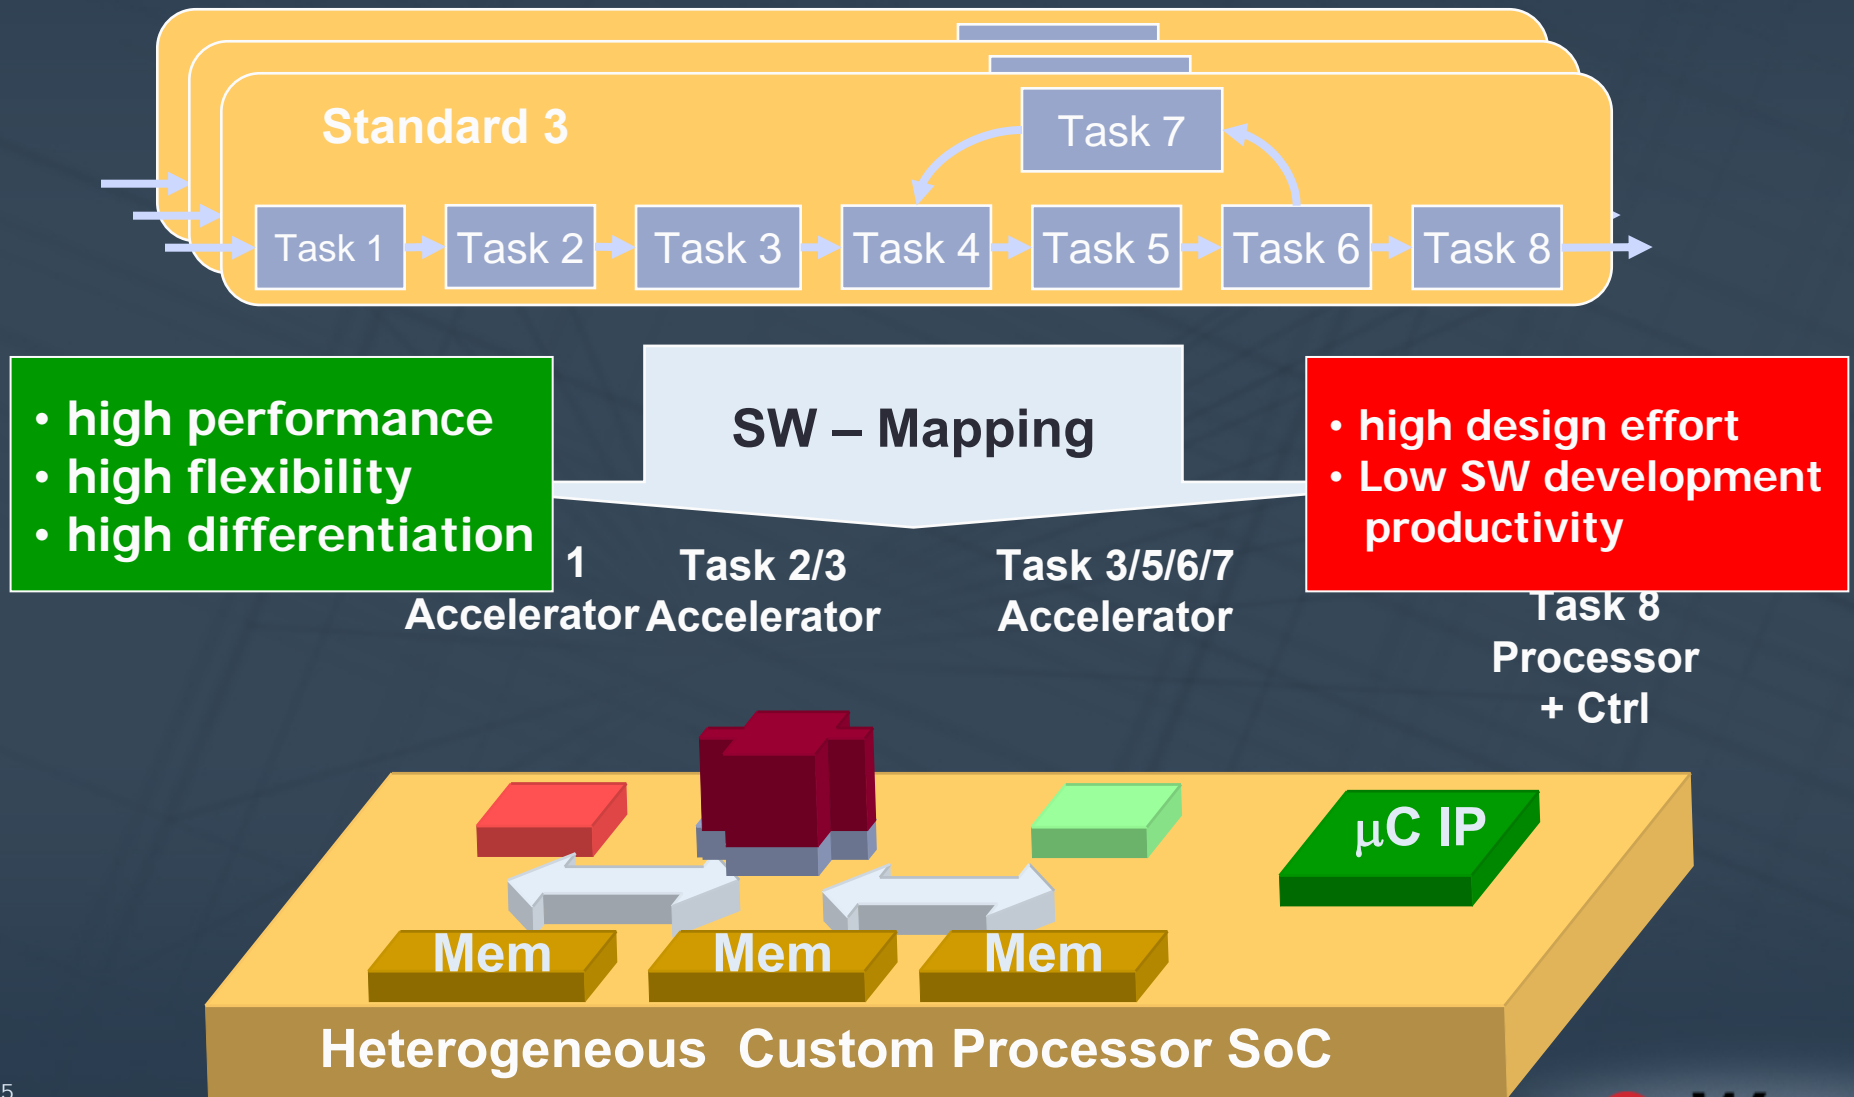 Standard 3
Task 7
Task 1
Task 2
Task 3
Task 4
Task 5
Task 6
Task 8
• high performance
• high flexibility
• high differentiation
SW – Mapping
• high design effort
• Low SW development
productivity
1
Accelerator
Task 2/3
Accelerator
Task 3/5/6/7
Accelerator
Task 8
Processor
+ Ctrl
μC IP
Mem
Mem
Mem
Heterogeneous Custom Processor SoC
5